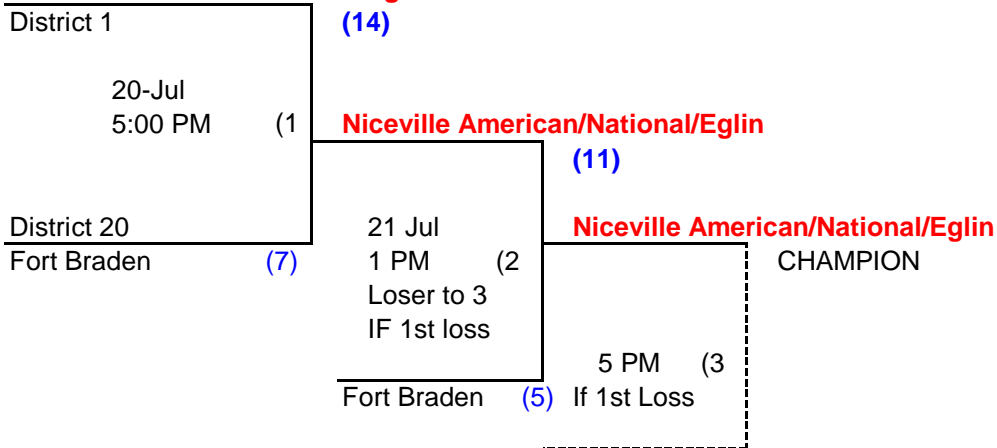 District 1 (14)
20-Jul
5:00 PM (1
Niceville American/National/Eglin
(11)
District 20
Fort Braden (7)
21 Jul
1 PM (2
Loser to 3
IF 1st loss
Fort Braden (5)
Niceville American/National/Eglin
CHAMPION
5 PM (3
If 1st Loss